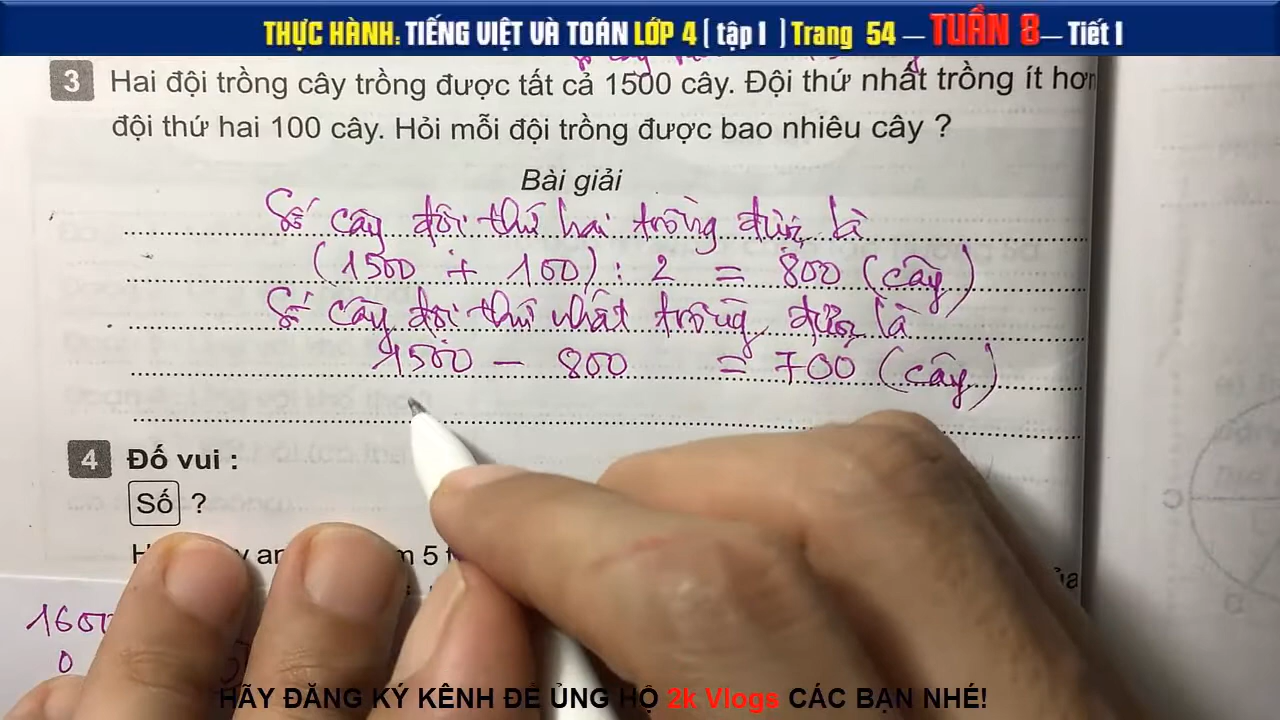 THỰC HÀNH: TIẾNG VIỆT VÀ TOÁN LỚP 4 ( tập I ) Trang 54 – TUẦN 8 – Tiết I
3 Hai đội trồng cây trồng được tất cả 1500 cây. Đội thứ nhất trồng ít hơn
đội thứ hai 100 cây. Hỏi mỗi đội trồng được bao nhiêu cây ?
Bài giải
Số cây đội thứ hai trồng được là
(1500 + 100) : 2 = 800 (cây)
Số cây đội thứ nhất trồng được là
1500 – 800 = 700 (cây)
4 Đố vui :
Số ?
5
1600
0
HÃY ĐĂNG KÝ KÊNH ĐỂ ỦNG HỘ 2k Vlogs CÁC BẠN NHÉ!